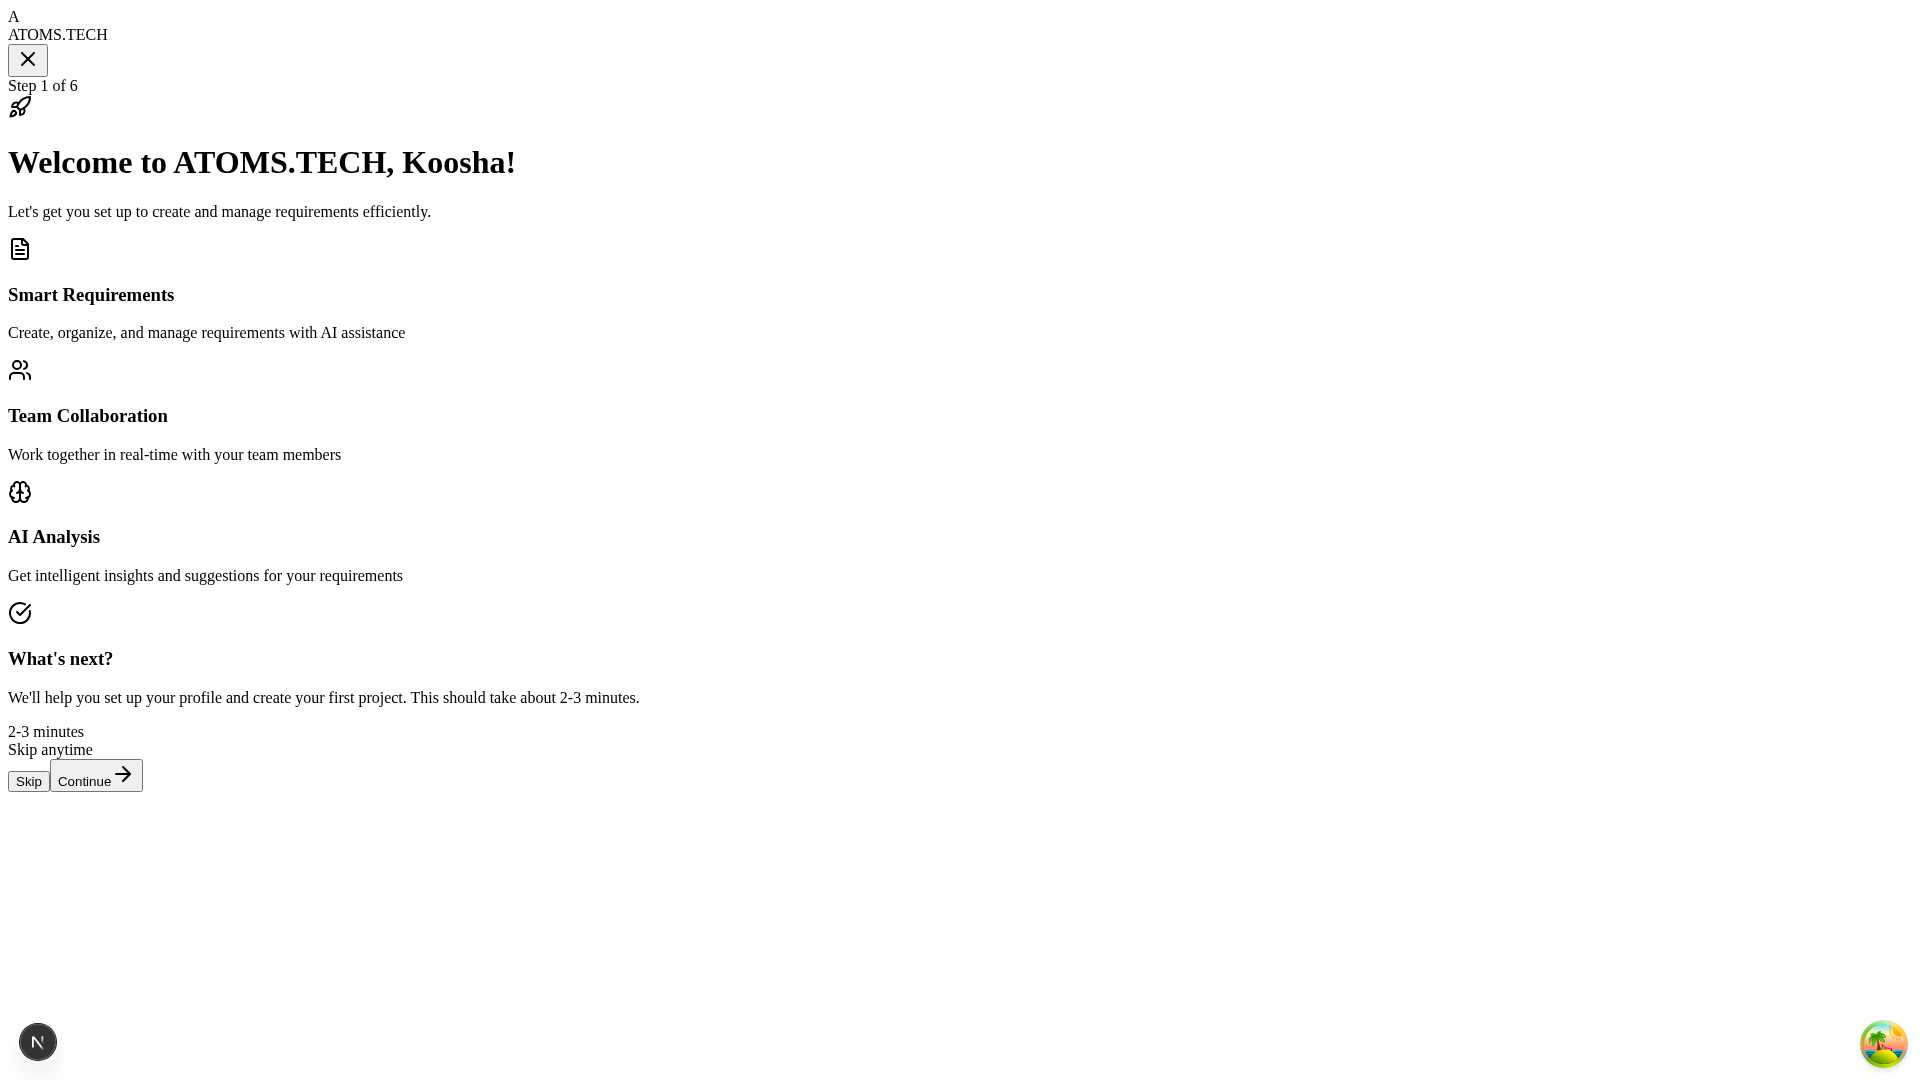 A
ATOMS.TECH
Step 1 of 6
Welcome to ATOMS.TECH, Koosha!
Let's get you set up to create and manage requirements efficiently.
Smart Requirements
Create, organize, and manage requirements with AI assistance
Team Collaboration
Work together in real-time with your team members
AI Analysis
Get intelligent insights and suggestions for your requirements
What's next?
We'll help you set up your profile and create your first project. This should take about 2-3 minutes.
2-3 minutes
Skip anytime
Skip Continue
N